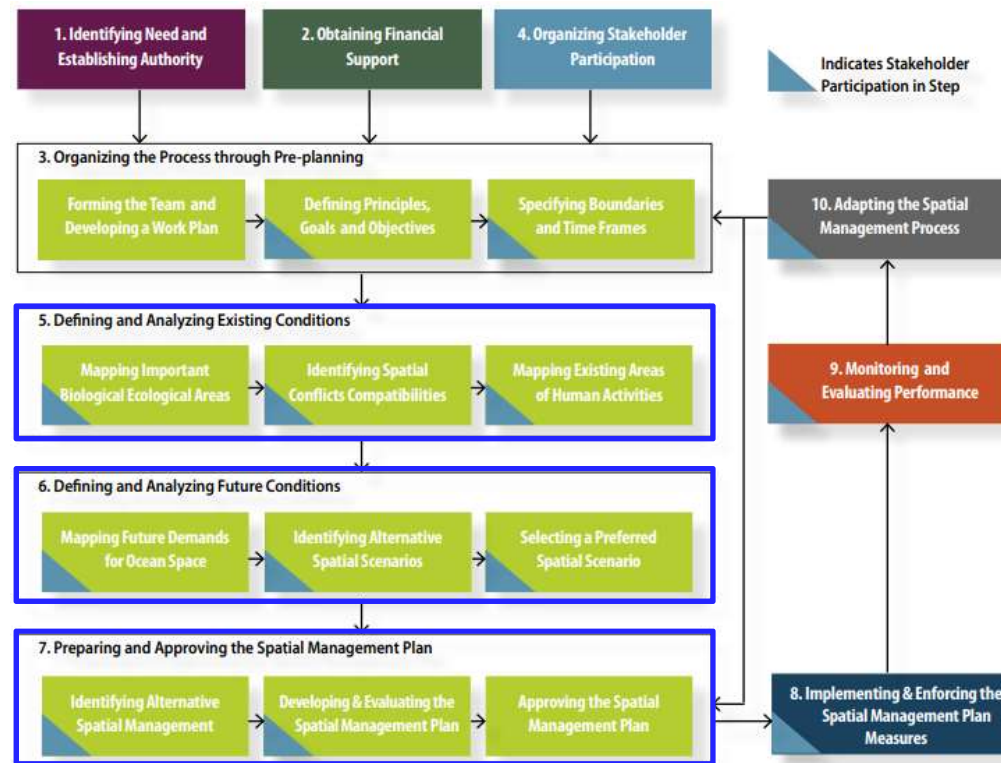 1. Identifying Need and
Establishing Authority
2. Obtaining Financial
Support
4. Organizing Stakeholder
Participation
Indicates Stakeholder
Participation in Step
3. Organizing the Process through Pre-planning
Forming the Team and
Developing a Work Plan
Defining Principles,
Goals and Objectives
Specifying Boundaries
and Time Frames
10. Adapting the Spatial
Management Process
5. Defining and Analyzing Existing Conditions
Mapping Important
Biological Ecological Areas
Identifying Spatial
Conflicts Compatibilities
Mapping Existing Areas
of Human Activities
9. Monitoring and
Evaluating Performance
6. Defining and Analyzing Future Conditions
Mapping Future Demands
for Ocean Space
Identifying Alternative
Spatial Scenarios
Selecting a Preferred
Spatial Scenario
7. Preparing and Approving the Spatial Management Plan
Identifying Alternative
Spatial Management
Developing & Evaluating the
Spatial Management Plan
Approving the Spatial
Management Plan
8. Implementing & Enforcing the
Spatial Management Plan
Measures